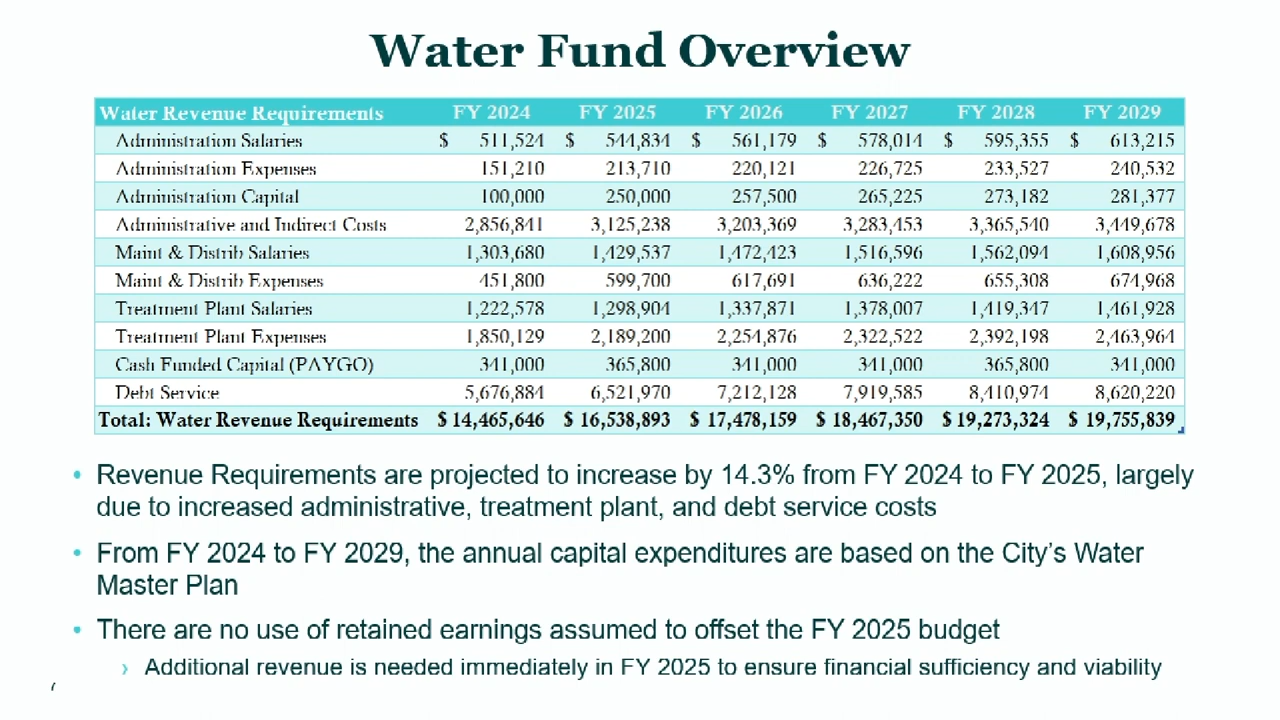 Water Fund Overview
Water Revenue Requirements FY 2024 FY 2025 FY 2026 FY 2027 FY 2028 FY 2029
Administration Salaries $ 511,524 $ 544,834 $ 561,179 $ 578,014 $ 595,355 $ 613,215
Administration Expenses 151,210 213,710 220,121 226,725 233,527 240,532
Administration Capital 100,000 250,000 257,500 265,225 273,182 281,377
Administrative and Indirect Costs 2,856,841 3,125,238 3,203,369 3,283,453 3,365,540 3,449,678
Maint & Distrib Salaries 1,303,680 1,429,537 1,472,423 1,516,596 1,562,094 1,608,956
Maint & Distrib Expenses 451,800 599,700 617,691 636,222 655,308 674,968
Treatment Plant Salaries 1,222,578 1,298,904 1,337,871 1,378,007 1,419,347 1,461,928
Treatment Plant Expenses 1,850,129 2,189,200 2,254,876 2,322,522 2,392,198 2,463,964
Cash Funded Capital (PAYGO) 341,000 365,800 341,000 341,000 365,800 341,000
Debt Service 5,676,884 6,521,970 7,212,128 7,919,585 8,410,974 8,620,220
Total: Water Revenue Requirements $ 14,465,646 $ 16,538,893 $ 17,478,159 $ 18,467,350 $ 19,273,324 $ 19,755,839
• Revenue Requirements are projected to increase by 14.3% from FY 2024 to FY 2025, largely
due to increased administrative, treatment plant, and debt service costs
• From FY 2024 to FY 2029, the annual capital expenditures are based on the City's Water
Master Plan
• There are no use of retained earnings assumed to offset the FY 2025 budget
› Additional revenue is needed immediately in FY 2025 to ensure financial sufficiency and viability
7